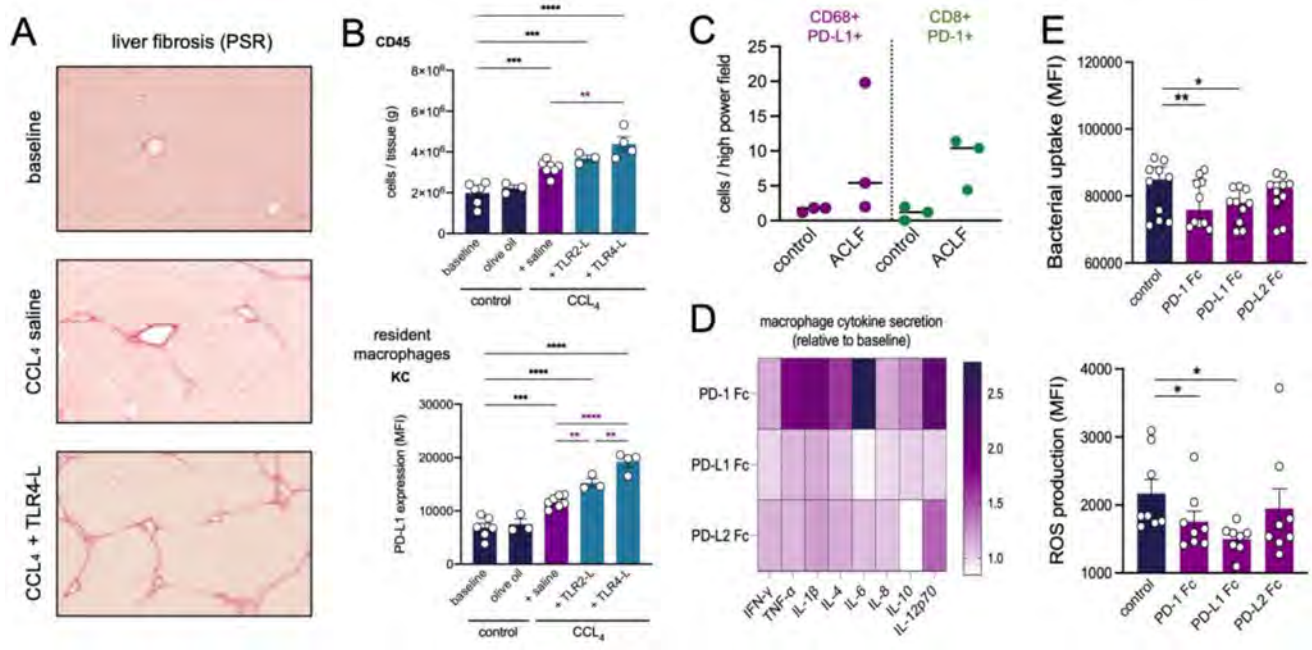 A
liver fibrosis (PSR)
baseline
CCL₄ saline
CCL₄ + TLR4-L
B
CD45
****
***
***
**
8×10⁶
6×10⁶
4×10⁶
2×10⁶
0
cells / tissue (g)
baseline
olive oil
+ saline
+ TLR2-L
+ TLR4-L
control
CCL₄
resident
macrophages
KC
****
****
***
****
**
**
30000
20000
10000
0
PD-L1 expression (MFI)
baseline
olive oil
+ saline
+ TLR2-L
+ TLR4-L
control
CCL₄
C
CD68+
PD-L1+
CD8+
PD-1+
25
20
15
10
5
0
cells / high power field
control
ACLF
control
ACLF
D
macrophage cytokine secretion
(relative to baseline)
PD-1 Fc
PD-L1 Fc
PD-L2 Fc
2.5
2.0
1.5
1.0
IFN-γ
TNF-α
IL-1β
IL-4
IL-6
IL-8
IL-10
IL-12p70
E
*
**
120000
100000
80000
60000
Bacterial uptake (MFI)
control
PD-1 Fc
PD-L1 Fc
PD-L2 Fc
*
*
4000
3000
2000
1000
ROS production (MFI)
control
PD-1 Fc
PD-L1 Fc
PD-L2 Fc